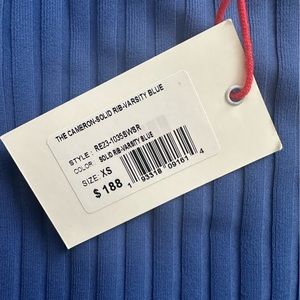 THE CAMERON-SOLID RIB-VARSITY BLUE
STYLE : RE23-1035SWSR
COLOR : SOLID RIB-VARSITY BLUE
1 93318 09161 4
SIZE: XS
$ 188